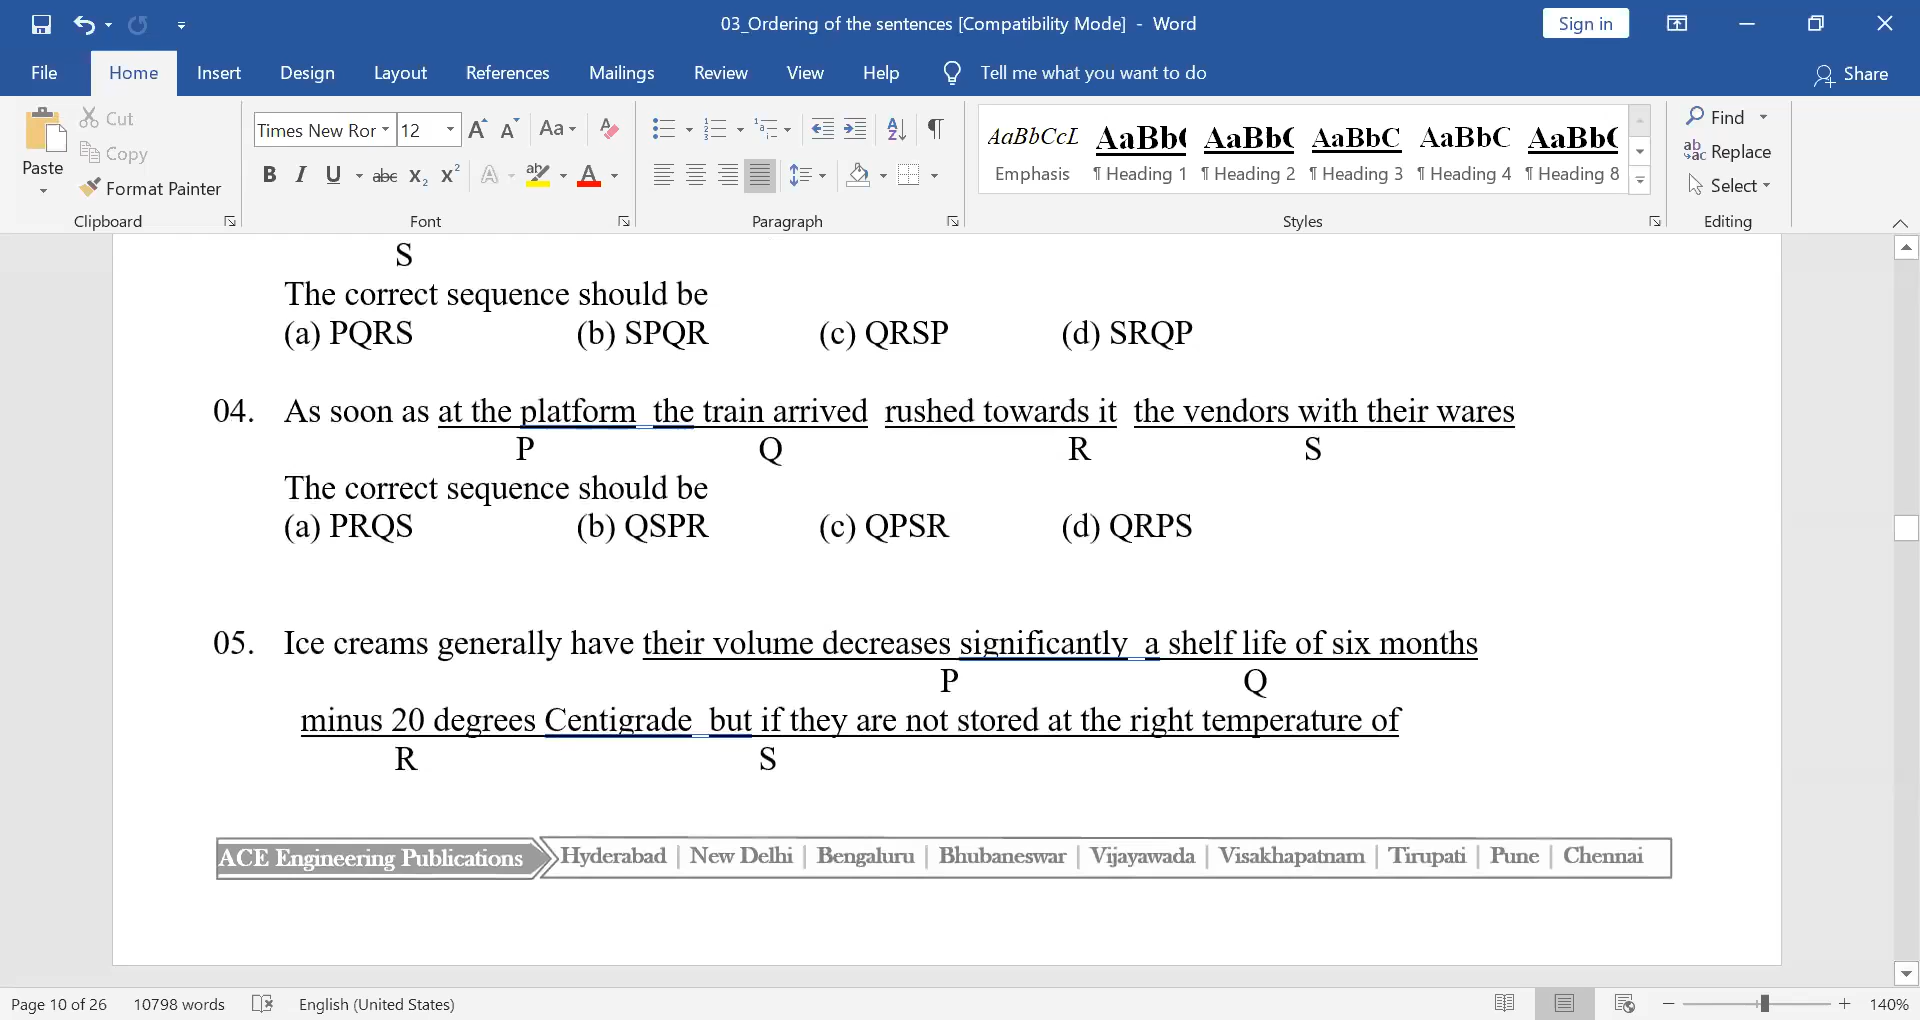 03_Ordering of the sentences [Compatibility Mode] - Word
Sign in
File Home Insert Design Layout References Mailings Review View Help Tell me what you want to do Share
Paste
Cut
Copy
Format Painter
Clipboard
Times New Ror 12
Font
Paragraph
AaBbCcL AaBb( AaBbC AaBbC AaBbC AaBb(
Emphasis ¶ Heading 1 ¶ Heading 2 ¶ Heading 3 ¶ Heading 4 ¶ Heading 8
Styles
Find
Replace
Select
Editing
S
The correct sequence should be
(a) PQRS (b) SPQR (c) QRSP (d) SRQP
04. As soon as at the platform the train arrived rushed towards it the vendors with their wares
P Q R S
The correct sequence should be
(a) PRQS (b) QSPR (c) QPSR (d) QRPS
05. Ice creams generally have their volume decreases significantly a shelf life of six months
P Q
minus 20 degrees Centigrade but if they are not stored at the right temperature of
R S
ACE Engineering Publications Hyderabad | New Delhi | Bengaluru | Bhubaneswar | Vijayawada | Visakhapatnam | Tirupati | Pune | Chennai
Page 10 of 26 10798 words English (United States) 140%